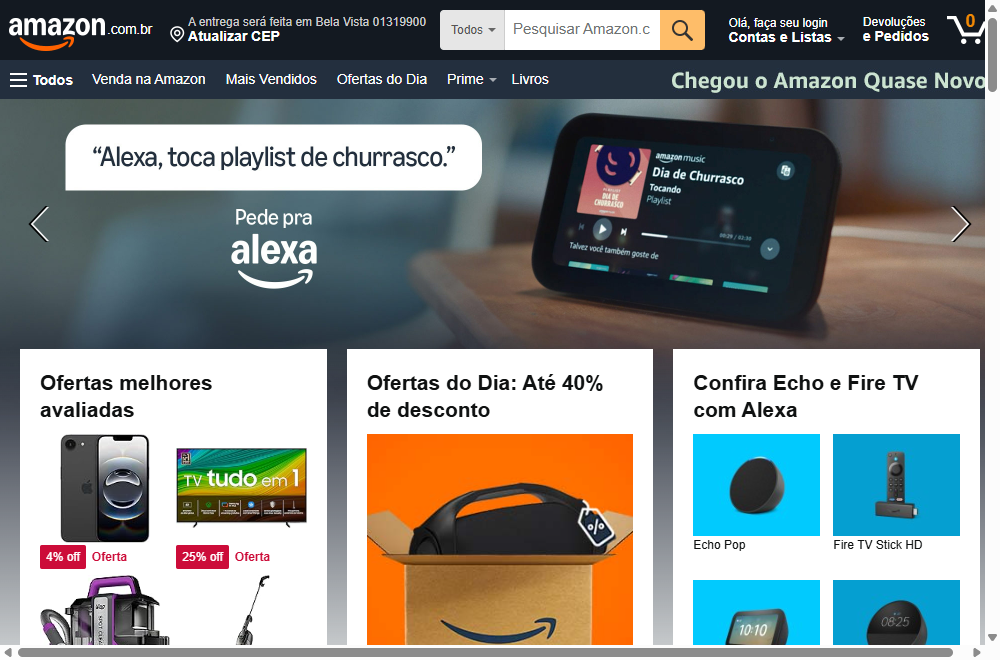 amazon.com.br
A entrega será feita em Bela Vista 01319900
Atualizar CEP
Todos
Pesquisar Amazon.c
Olá, faça seu login
Contas e Listas
Devoluções
e Pedidos
0
Todos
Venda na Amazon
Mais Vendidos
Ofertas do Dia
Prime
Livros
Chegou o Amazon Quase Novo
“Alexa, toca playlist de churrasco.”
Pede pra
alexa
amazon music
Dia de Churrasco
Tocando
Playlist
DIA DE
CHURRASCO
Talvez você também goste de
Ofertas melhores
avaliadas
TV tudo em 1
4% off
Oferta
25% off
Oferta
Ofertas do Dia: Até 40%
de desconto
%
Confira Echo e Fire TV
com Alexa
Echo Pop
Fire TV Stick HD
10:10
08:25